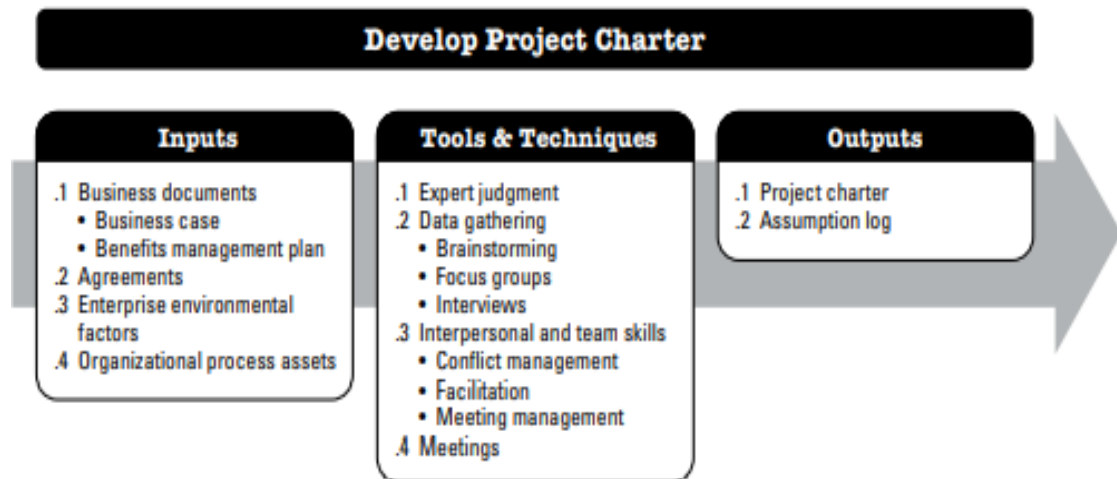 Develop Project Charter
Inputs
.1 Business documents
• Business case
• Benefits management plan
.2 Agreements
.3 Enterprise environmental
factors
.4 Organizational process assets
Tools & Techniques
.1 Expert judgment
.2 Data gathering
• Brainstorming
• Focus groups
• Interviews
.3 Interpersonal and team skills
• Conflict management
• Facilitation
• Meeting management
.4 Meetings
Outputs
.1 Project charter
.2 Assumption log